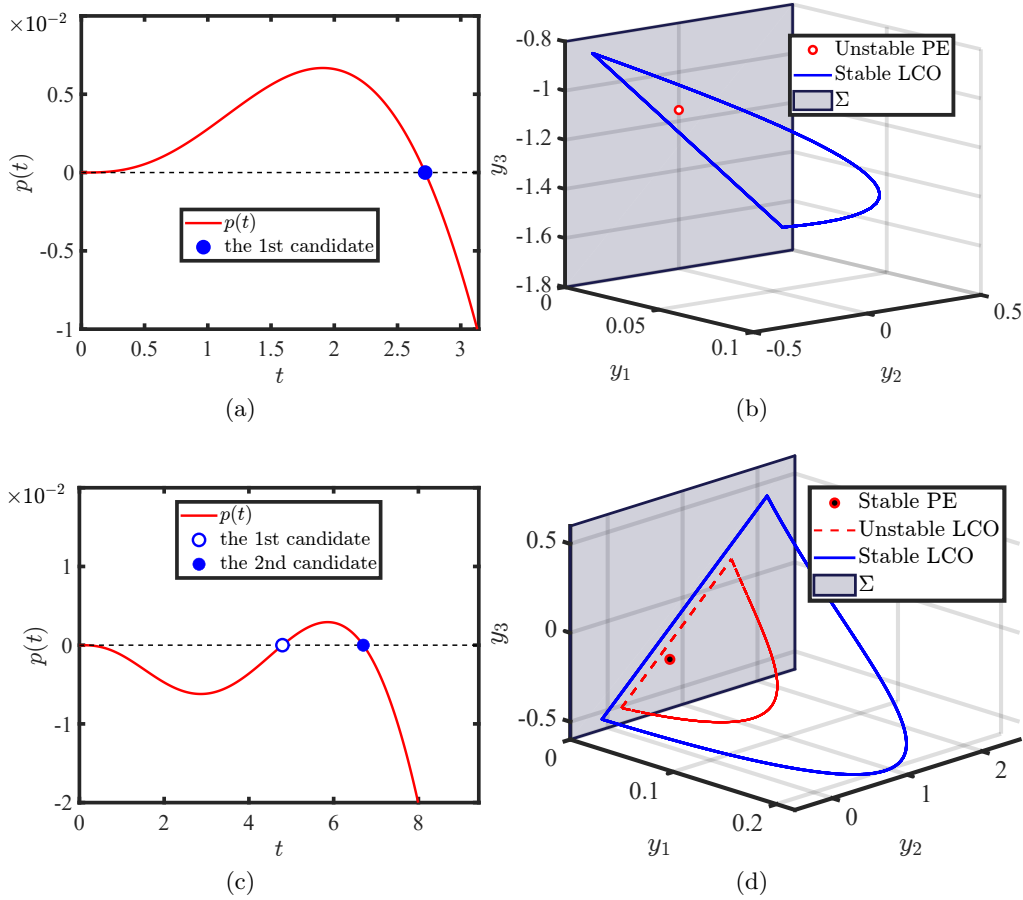 ×10⁻²
0.5
0
-0.5
-1
p(t)
0 0.5 1 1.5 2 2.5 3
t
p(t)
the 1st candidate
(a)
-0.8
-1
-1.2
-1.4
-1.6
-1.8
y₃
0 0.05 0.1
y₁
-0.5 0 0.5
y₂
Unstable PE
Stable LCO
Σ
(b)
×10⁻²
1
0
-1
-2
p(t)
0 2 4 6 8
t
p(t)
the 1st candidate
the 2nd candidate
(c)
0.5
0
-0.5
y₃
0 0.1 0.2
y₁
0 1 2
y₂
Stable PE
Unstable LCO
Stable LCO
Σ
(d)